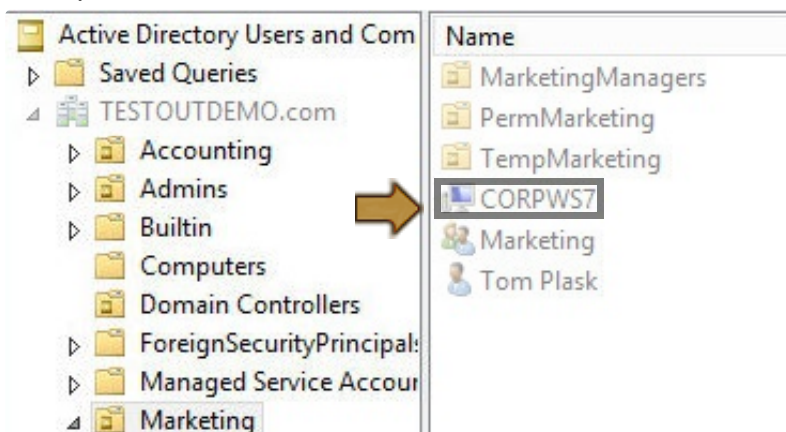 Active Directory Users and Com
Saved Queries
TESTOUTDEMO.com
Accounting
Admins
Builtin
Computers
Domain Controllers
ForeignSecurityPrincipals
Managed Service Accour
Marketing
Name
MarketingManagers
PermMarketing
TempMarketing
CORPWS7
Marketing
Tom Plask